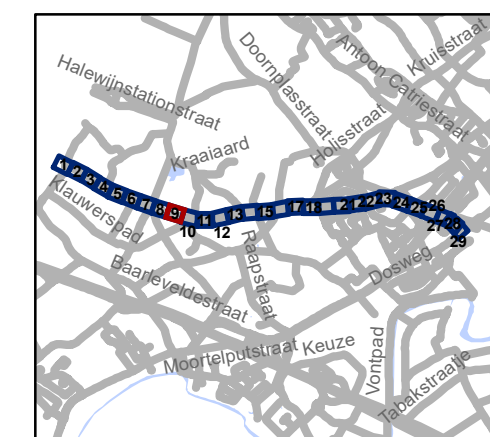 Kruisstraat
Antoon Catriestraat
Doornplasstraat
Halewijnstationstraat
Holisstraat
Kraaiaard
Klauwerspad
1 2 3 4 5 6 7 8 9
10
11
12
13
15
17
18
21 22 23 24 25 26
27
28
29
Raapstraat
Dosweg
Baarleveldestraat
Moortelputstraat
Keuze
Vontpad
Tabakstraatje